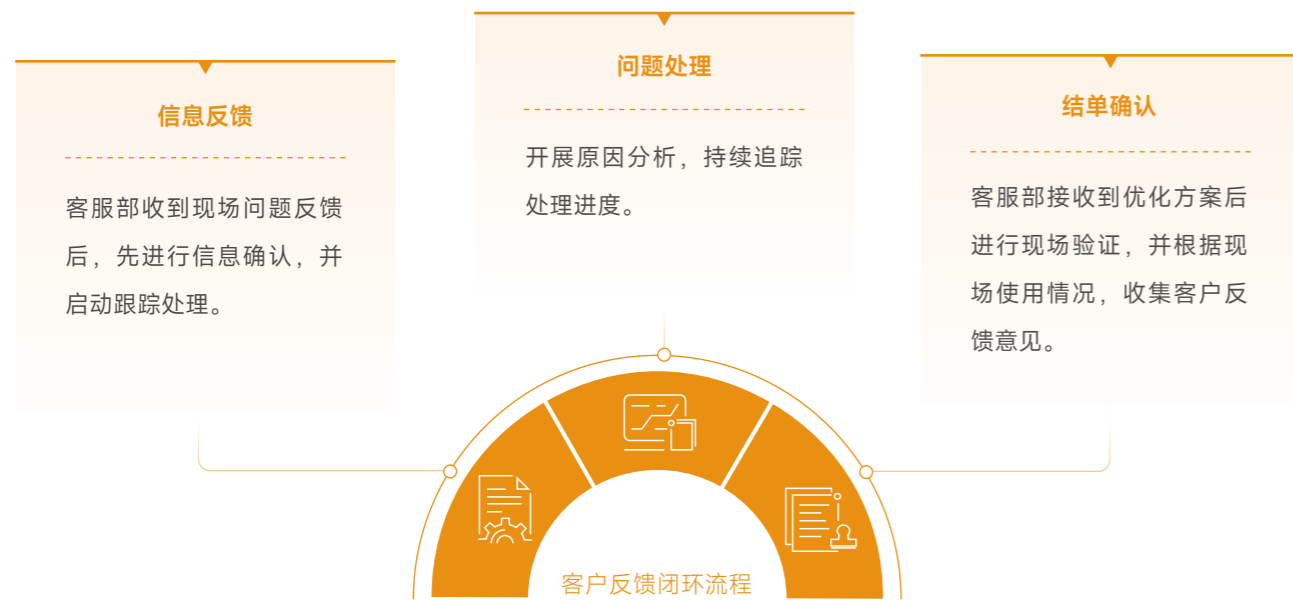 信息反馈
客服部收到现场问题反馈
后，先进行信息确认，并
启动跟踪处理。
问题处理
开展原因分析，持续追踪
处理进度。
结单确认
客服部接收到优化方案后
进行现场验证，并根据现
场使用情况，收集客户反
馈意见。
客户反馈闭环流程